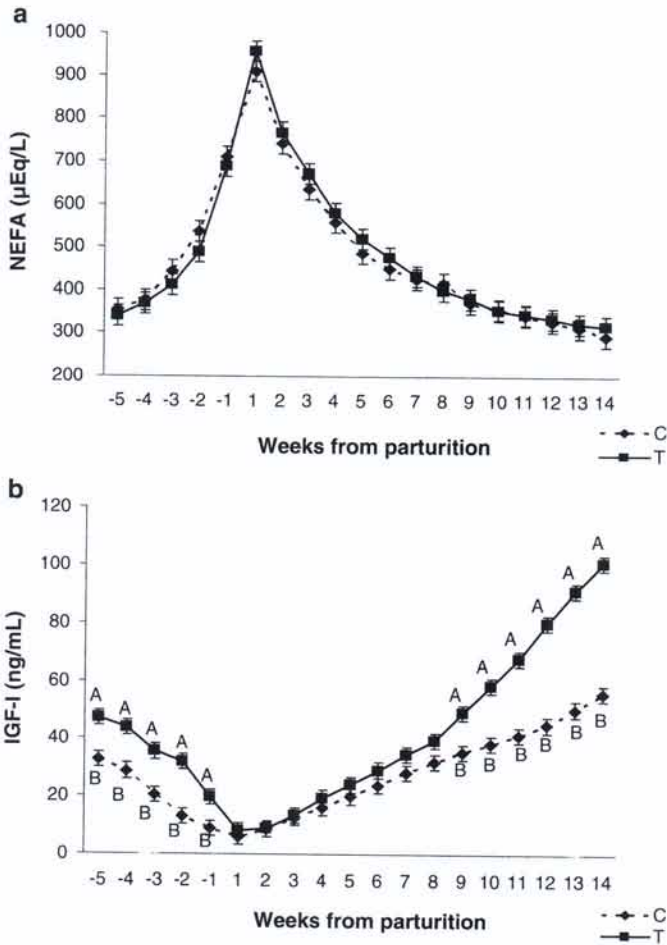 a
1000
900
800
700
600
500
400
300
200
NEFA (µEq/L)
-5 -4 -3 -2 -1 1 2 3 4 5 6 7 8 9 10 11 12 13 14
Weeks from parturition
C
T
b
120
100
80
60
40
20
0
IGF-I (ng/mL)
A A A A A A A A A A A
B B B B B B B B B B B
-5 -4 -3 -2 -1 1 2 3 4 5 6 7 8 9 10 11 12 13 14
Weeks from parturition
C
T